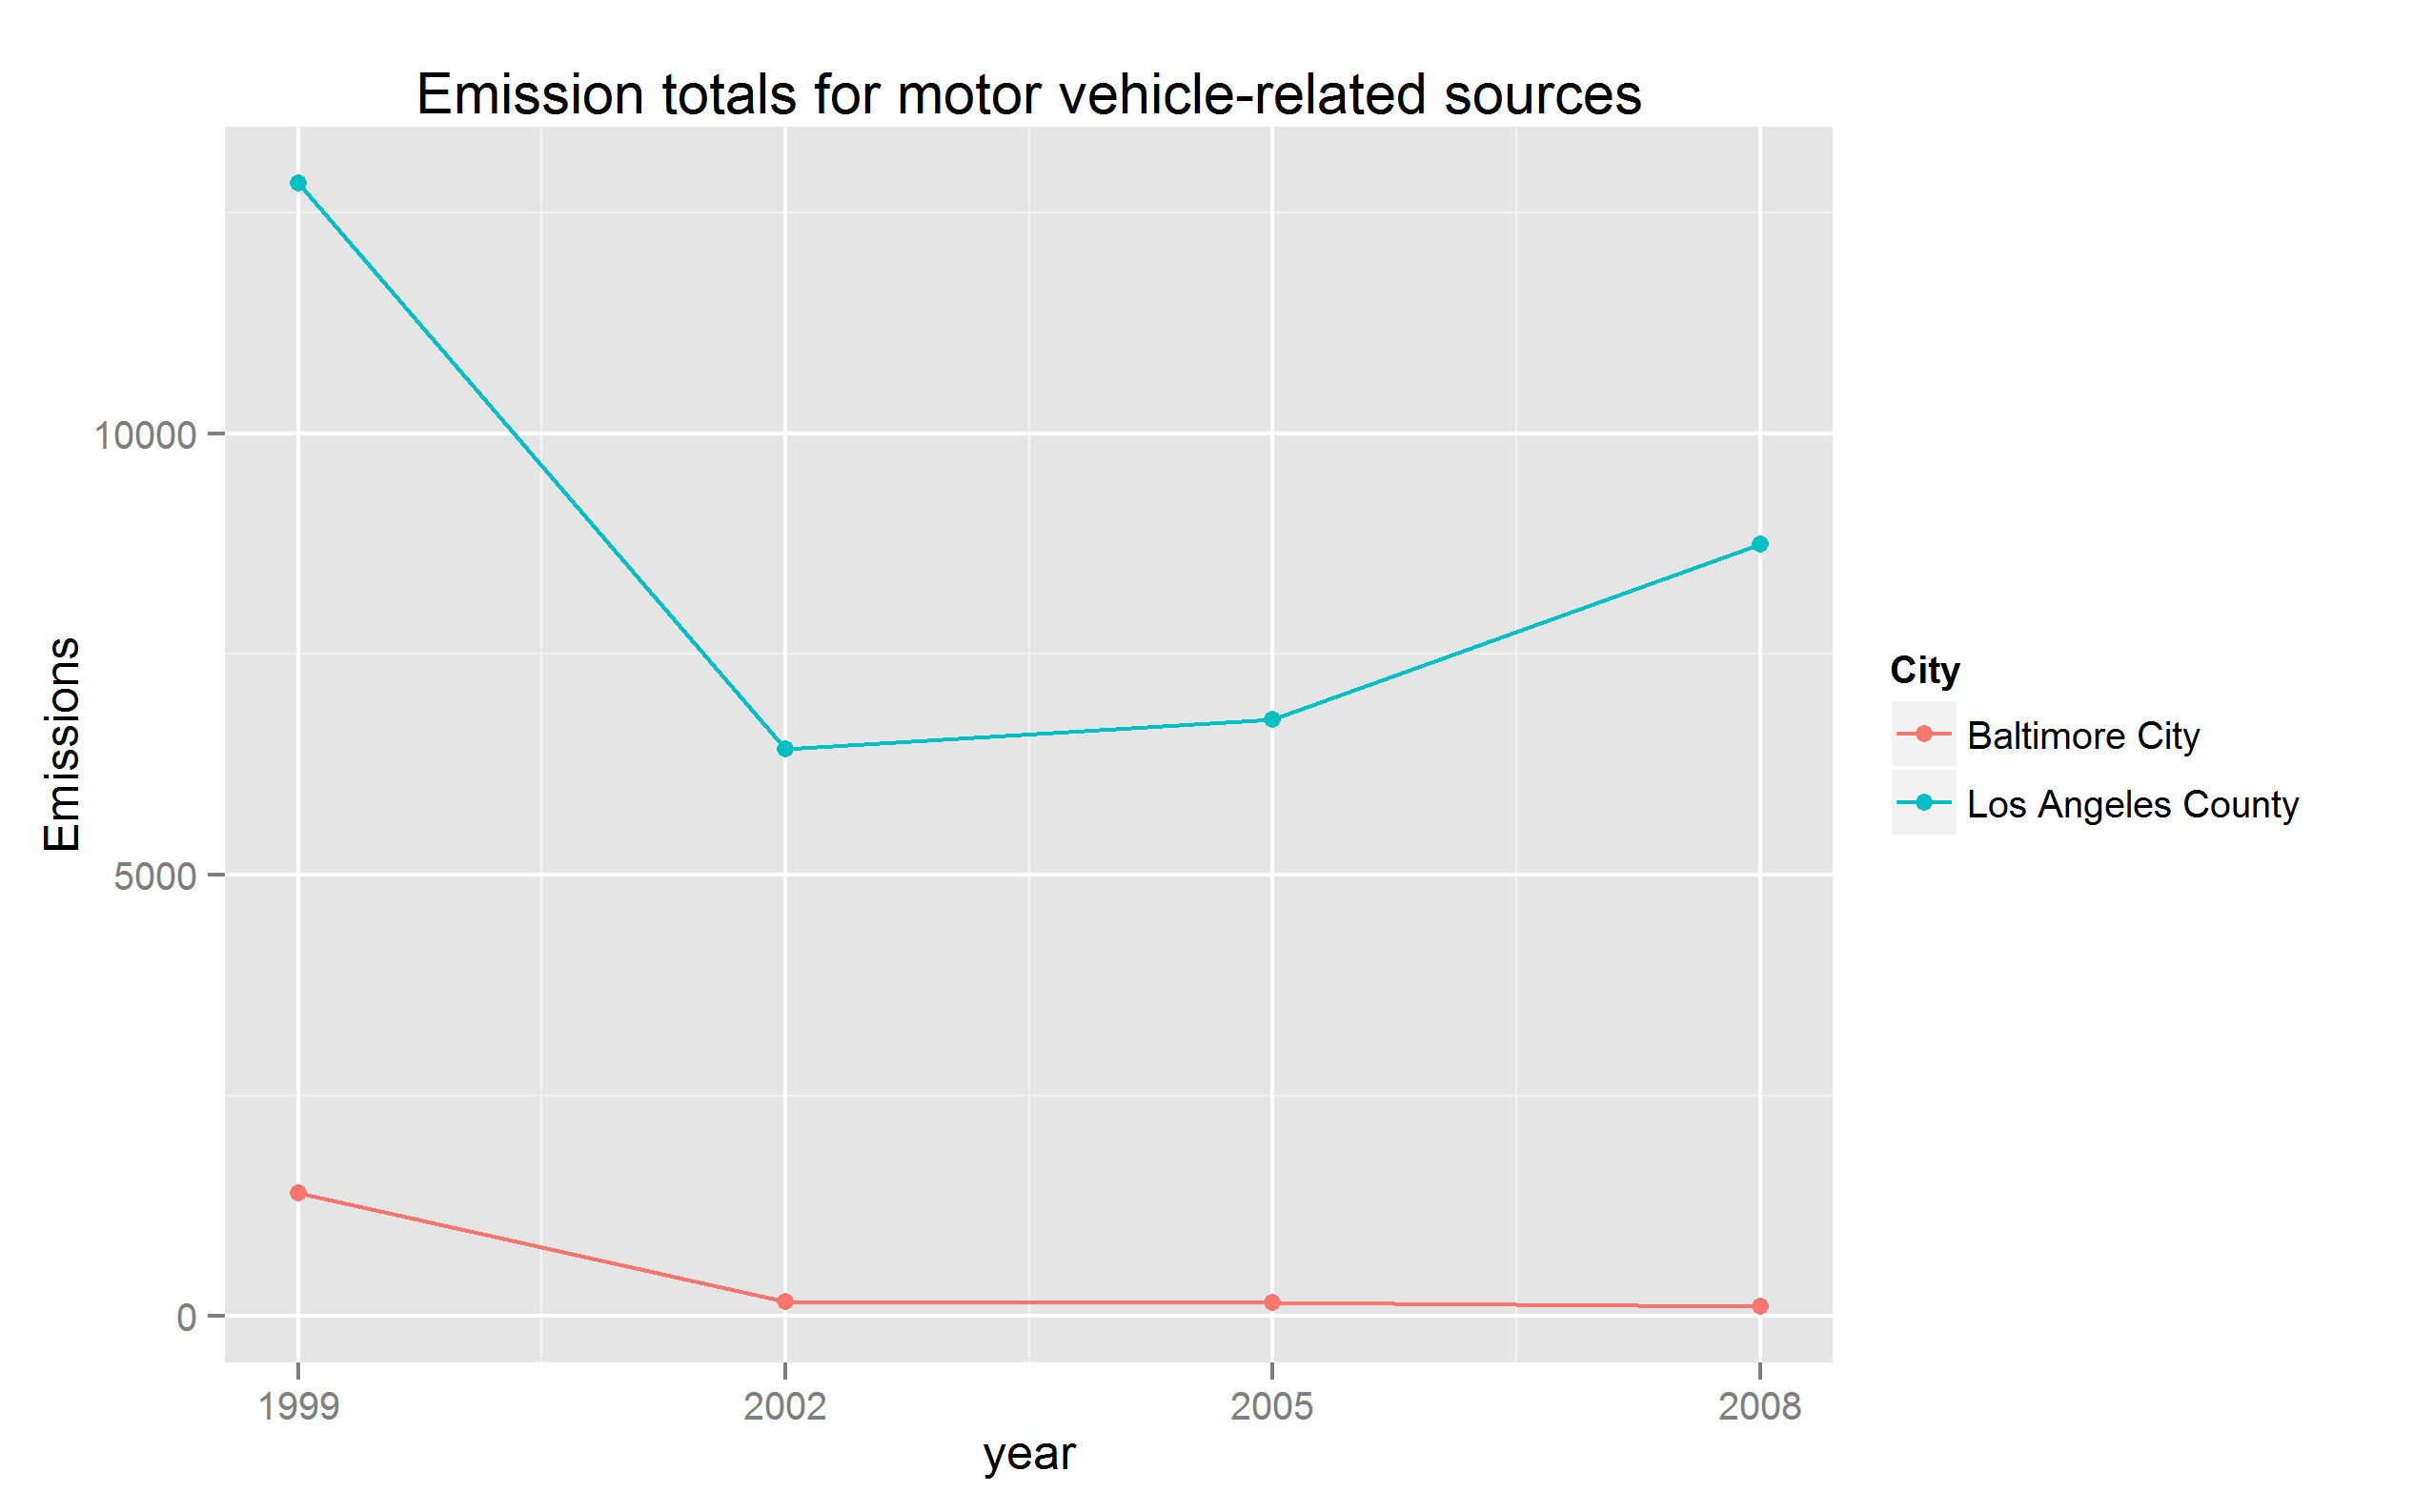 Emission totals for motor vehicle-related sources
Emissions
10000
5000
0
1999
2002
2005
2008
year
City
Baltimore City
Los Angeles County